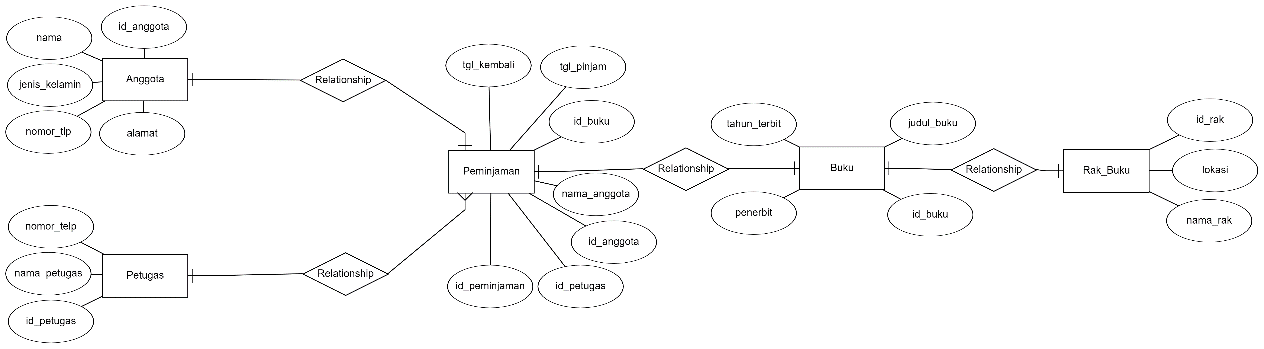 id_anggota
nama
Anggota
jenis_kelamin
nomor_tlp
alamat
Relationship
tgl_kembali
tgl_pinjam
id_buku
Peminjaman
nama_anggota
id_anggota
id_peminjaman
id_petugas
nomor_telp
nama_petugas
Petugas
id_petugas
Relationship
Relationship
tahun_terbit
judul_buku
Buku
penerbit
id_buku
Relationship
id_rak
Rak_Buku
lokasi
nama_rak